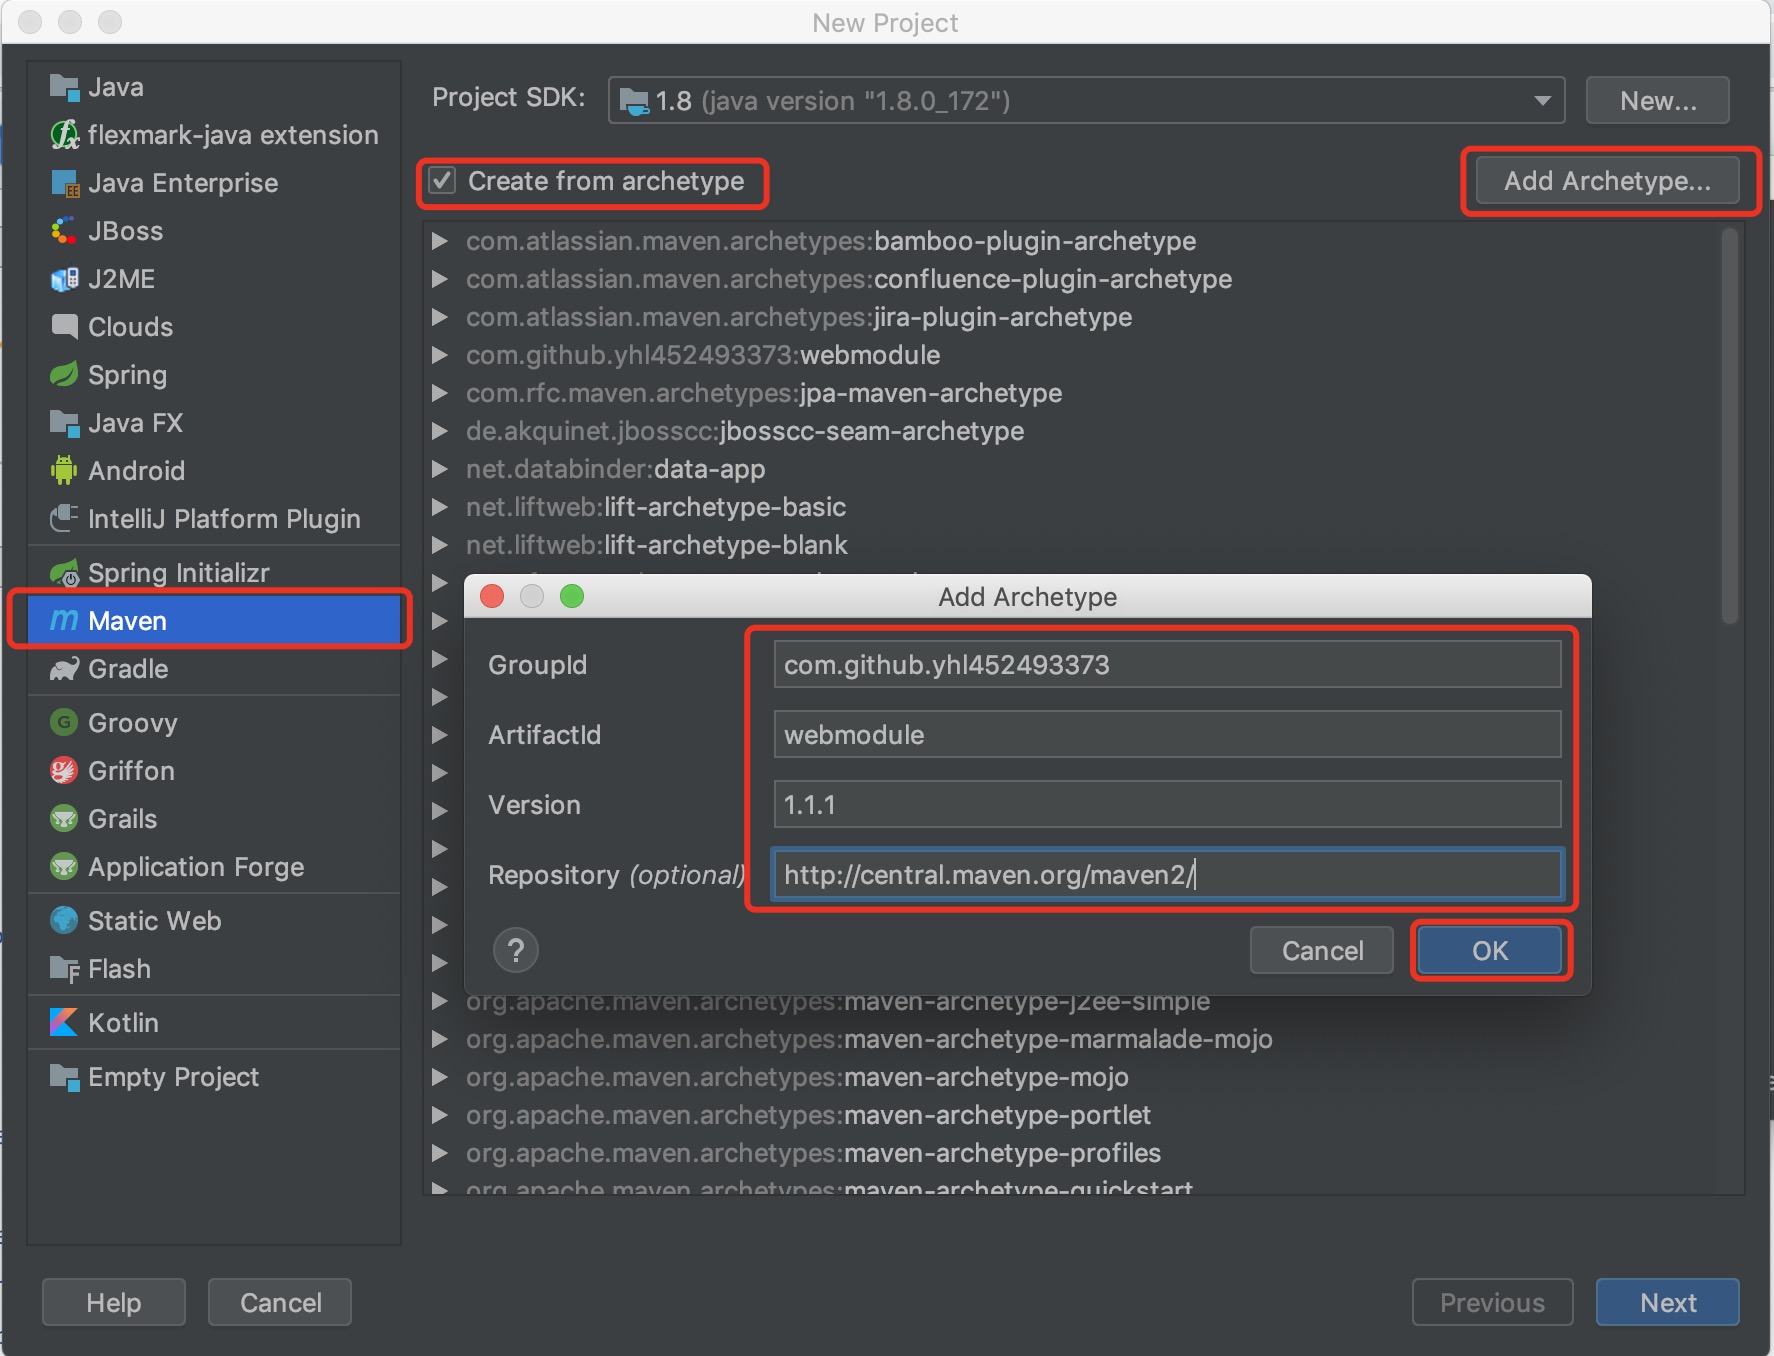 New Project
Java
flexmark-java extension
Java Enterprise
JBoss
J2ME
Clouds
Spring
Java FX
Android
IntelliJ Platform Plugin
Spring Initializr
Maven
Gradle
Groovy
Griffon
Grails
Application Forge
Static Web
Flash
Kotlin
Empty Project
Project SDK: 1.8 (java version "1.8.0_172") New...
Create from archetype Add Archetype...
com.atlassian.maven.archetypes:bamboo-plugin-archetype
com.atlassian.maven.archetypes:confluence-plugin-archetype
com.atlassian.maven.archetypes:jira-plugin-archetype
com.github.yhl452493373:webmodule
com.rfc.maven.archetypes:jpa-maven-archetype
de.akquinet.jbosscc:jbosscc-seam-archetype
net.databinder:data-app
net.liftweb:lift-archetype-basic
net.liftweb:lift-archetype-blank
Add Archetype
GroupId com.github.yhl452493373
ArtifactId webmodule
Version 1.1.1
Repository (optional) http://central.maven.org/maven2/
? Cancel OK
org.apache.maven.archetypes:maven-archetype-j2ee-simple
org.apache.maven.archetypes:maven-archetype-marmalade-mojo
org.apache.maven.archetypes:maven-archetype-mojo
org.apache.maven.archetypes:maven-archetype-portlet
org.apache.maven.archetypes:maven-archetype-profiles
org.apache.maven.archetypes:maven-archetype-quickstart
Help Cancel Previous Next